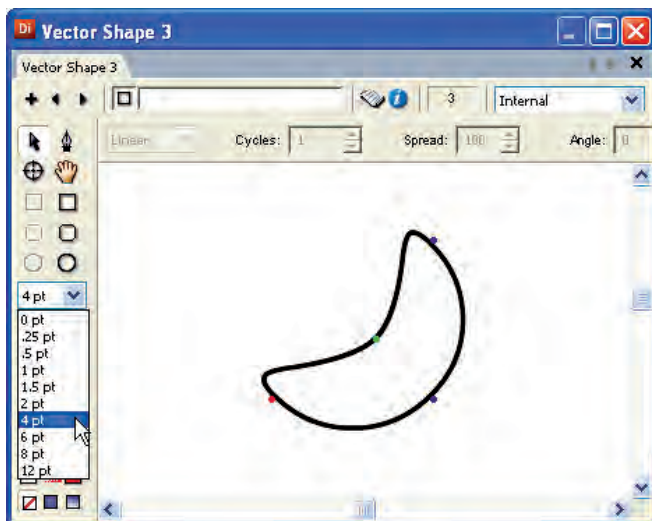 Di Vector Shape 3
Vector Shape 3
3 Internal
Linear Cycles: 1 Spread: 100 Angle: 0
4 pt
0 pt
.25 pt
.5 pt
1 pt
1.5 pt
2 pt
4 pt
6 pt
8 pt
12 pt